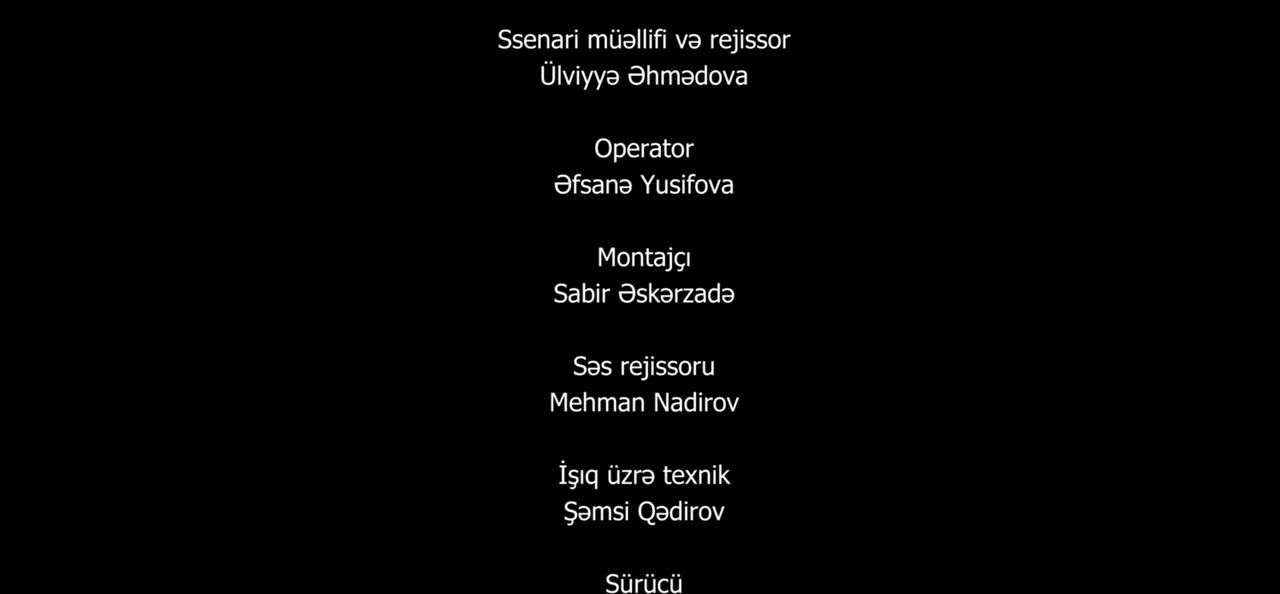 Ssenari müəllifi və rejissor
Ülviyyə Əhmədova
Operator
Əfsanə Yusifova
Montajçı
Sabir Əskərzadə
Səs rejissoru
Mehman Nadirov
İşıq üzrə texnik
Şəmsi Qədirov
Sürücü